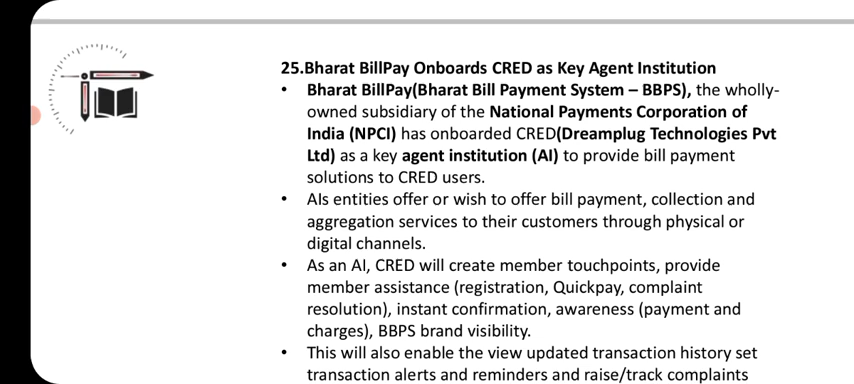 25.Bharat BillPay Onboards CRED as Key Agent Institution
• Bharat BillPay(Bharat Bill Payment System – BBPS), the wholly-
owned subsidiary of the National Payments Corporation of
India (NPCI) has onboarded CRED(Dreamplug Technologies Pvt
Ltd) as a key agent institution (AI) to provide bill payment
solutions to CRED users.
• AIs entities offer or wish to offer bill payment, collection and
aggregation services to their customers through physical or
digital channels.
• As an AI, CRED will create member touchpoints, provide
member assistance (registration, Quickpay, complaint
resolution), instant confirmation, awareness (payment and
charges), BBPS brand visibility.
• This will also enable the view updated transaction history set
transaction alerts and reminders and raise/track complaints